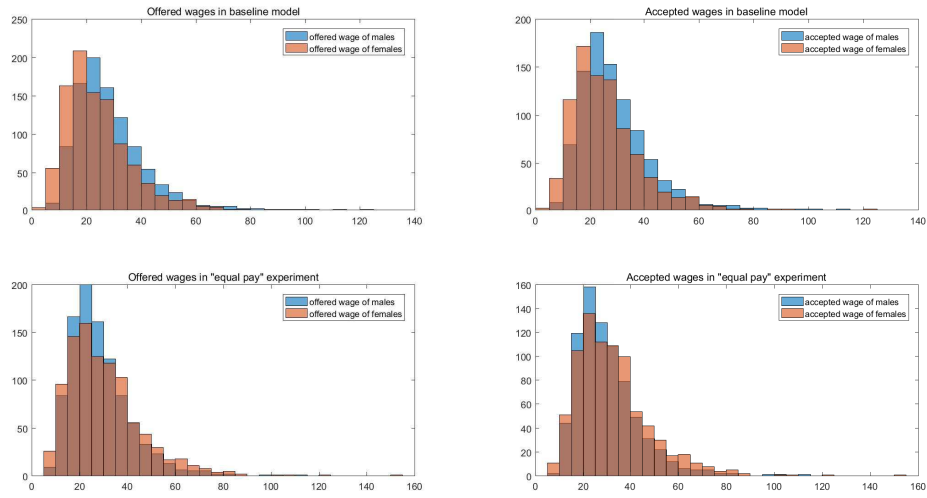 Offered wages in baseline model
250
200
150
100
50
0
offered wage of males
offered wage of females
0 20 40 60 80 100 120 140
Accepted wages in baseline model
200
150
100
50
0
accepted wage of males
accepted wage of females
0 20 40 60 80 100 120 140
Offered wages in "equal pay" experiment
200
150
100
50
0
offered wage of males
offered wage of females
0 20 40 60 80 100 120 140 160
Accepted wages in "equal pay" experiment
160
140
120
100
80
60
40
20
0
accepted wage of males
accepted wage of females
0 20 40 60 80 100 120 140 160